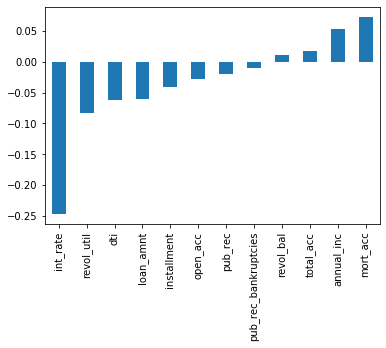 0.05
0.00
−0.05
−0.10
−0.15
−0.20
−0.25
int_rate
revol_util
dti
loan_amnt
installment
open_acc
pub_rec
pub_rec_bankruptcies
revol_bal
total_acc
annual_inc
mort_acc